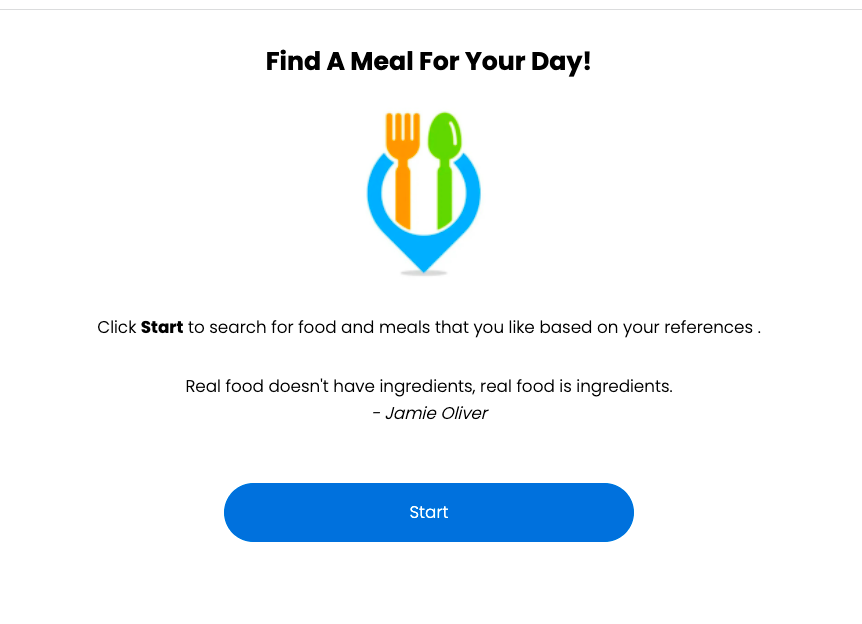 Find A Meal For Your Day!
Click Start to search for food and meals that you like based on your references .
Real food doesn't have ingredients, real food is ingredients.
- Jamie Oliver
Start